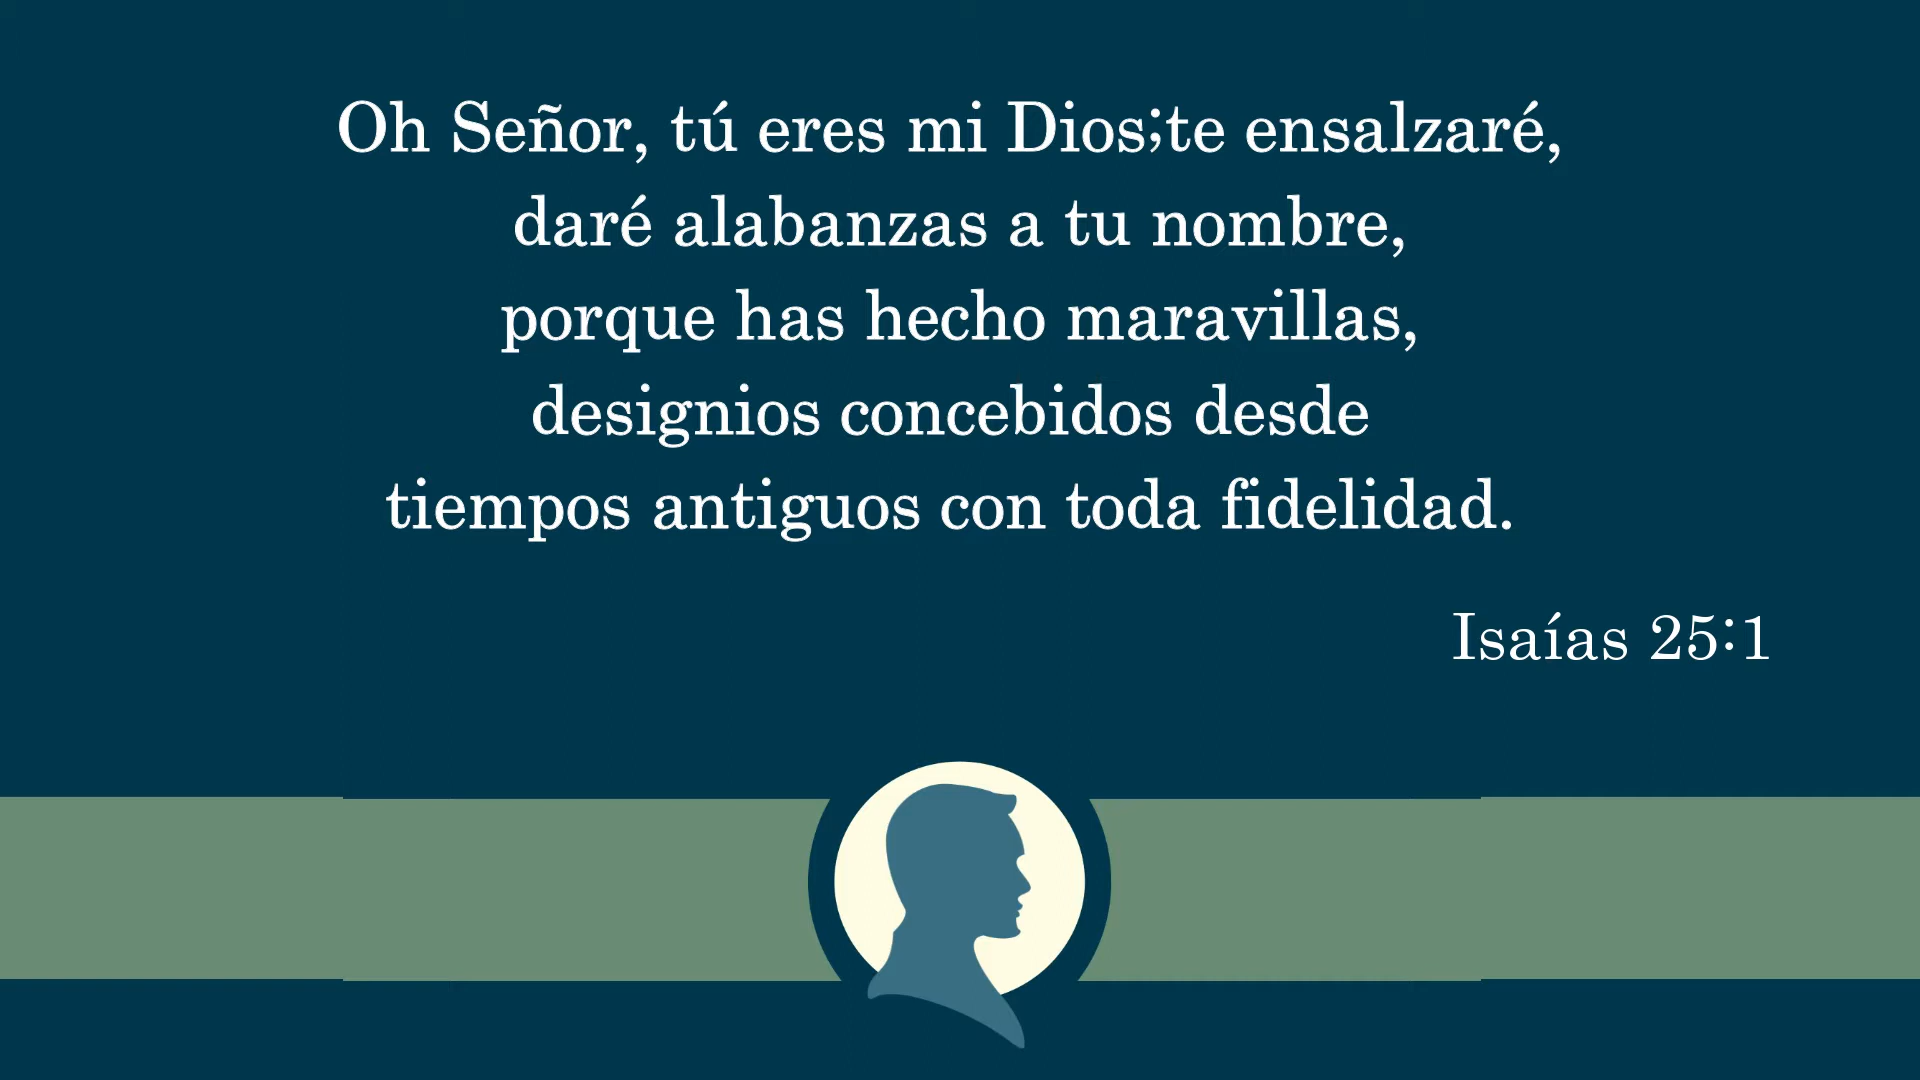 Oh Señor, tú eres mi Dios;te ensalzaré,
daré alabanzas a tu nombre,
porque has hecho maravillas,
designios concebidos desde
tiempos antiguos con toda fidelidad.
Isaías 25:1